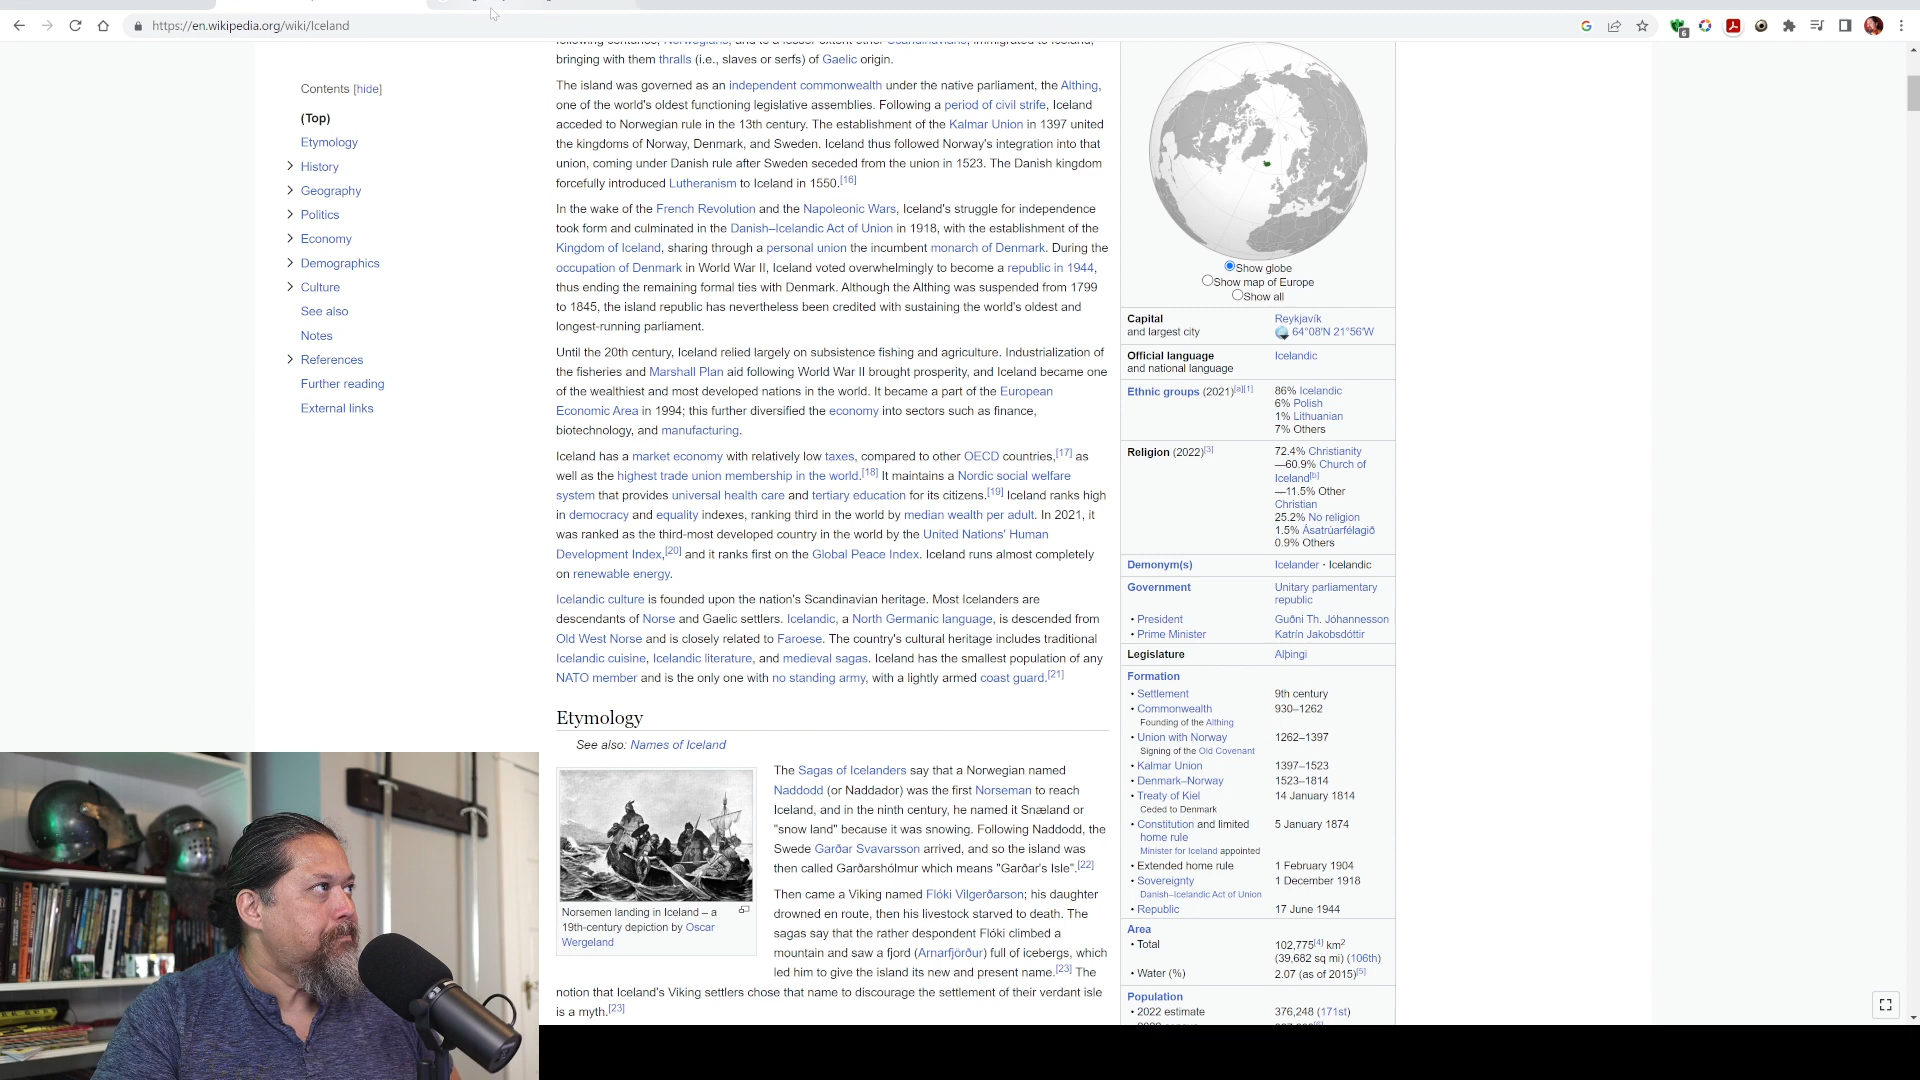 https://en.wikipedia.org/wiki/Iceland
6
Contents [hide]
(Top)
Etymology
History
Geography
Politics
Economy
Demographics
Culture
See also
Notes
References
Further reading
External links
bringing with them thralls (i.e., slaves or serfs) of Gaelic origin.
The island was governed as an independent commonwealth under the native parliament, the Althing,
one of the world's oldest functioning legislative assemblies. Following a period of civil strife, Iceland
acceded to Norwegian rule in the 13th century. The establishment of the Kalmar Union in 1397 united
the kingdoms of Norway, Denmark, and Sweden. Iceland thus followed Norway's integration into that
union, coming under Danish rule after Sweden seceded from the union in 1523. The Danish kingdom
forcefully introduced Lutheranism to Iceland in 1550.[16]
In the wake of the French Revolution and the Napoleonic Wars, Iceland's struggle for independence
took form and culminated in the Danish–Icelandic Act of Union in 1918, with the establishment of the
Kingdom of Iceland, sharing through a personal union the incumbent monarch of Denmark. During the
occupation of Denmark in World War II, Iceland voted overwhelmingly to become a republic in 1944,
thus ending the remaining formal ties with Denmark. Although the Althing was suspended from 1799
to 1845, the island republic has nevertheless been credited with sustaining the world's oldest and
longest-running parliament.
Until the 20th century, Iceland relied largely on subsistence fishing and agriculture. Industrialization of
the fisheries and Marshall Plan aid following World War II brought prosperity, and Iceland became one
of the wealthiest and most developed nations in the world. It became a part of the European
Economic Area in 1994; this further diversified the economy into sectors such as finance,
biotechnology, and manufacturing.
Iceland has a market economy with relatively low taxes, compared to other OECD countries,[17] as
well as the highest trade union membership in the world.[18] It maintains a Nordic social welfare
system that provides universal health care and tertiary education for its citizens.[19] Iceland ranks high
in democracy and equality indexes, ranking third in the world by median wealth per adult. In 2021, it
was ranked as the third-most developed country in the world by the United Nations' Human
Development Index,[20] and it ranks first on the Global Peace Index. Iceland runs almost completely
on renewable energy.
Icelandic culture is founded upon the nation's Scandinavian heritage. Most Icelanders are
descendants of Norse and Gaelic settlers. Icelandic, a North Germanic language, is descended from
Old West Norse and is closely related to Faroese. The country's cultural heritage includes traditional
Icelandic cuisine, Icelandic literature, and medieval sagas. Iceland has the smallest population of any
NATO member and is the only one with no standing army, with a lightly armed coast guard.[21]
Etymology
See also: Names of Iceland
Norsemen landing in Iceland – a
19th-century depiction by Oscar
Wergeland
The Sagas of Icelanders say that a Norwegian named
Naddodd (or Naddador) was the first Norseman to reach
Iceland, and in the ninth century, he named it Snæland or
"snow land" because it was snowing. Following Naddodd, the
Swede Garðar Svavarsson arrived, and so the island was
then called Garðarshólmur which means "Garðar's Isle".[22]
Then came a Viking named Flóki Vilgerðarson; his daughter
drowned en route, then his livestock starved to death. The
sagas say that the rather despondent Flóki climbed a
mountain and saw a fjord (Arnarfjörður) full of icebergs, which
led him to give the island its new and present name.[23] The
notion that Iceland's Viking settlers chose that name to discourage the settlement of their verdant isle
is a myth.[23]
Show globe
Show map of Europe
Show all
Capital
and largest city
Reykjavík
64°08′N 21°56′W
Official language
and national language
Icelandic
Ethnic groups (2021)[a][1]
86% Icelandic
6% Polish
1% Lithuanian
7% Others
Religion (2022)[3]
72.4% Christianity
—60.9% Church of
Iceland[b]
—11.5% Other
Christian
25.2% No religion
1.5% Ásatrúarfélagið
0.9% Others
Demonym(s)
Icelander · Icelandic
Government
Unitary parliamentary
republic
• President
Guðni Th. Jóhannesson
• Prime Minister
Katrín Jakobsdóttir
Legislature
Alþingi
Formation
• Settlement
9th century
• Commonwealth
930–1262
Founding of the Althing
• Union with Norway
1262–1397
Signing of the Old Covenant
• Kalmar Union
1397–1523
• Denmark–Norway
1523–1814
• Treaty of Kiel
14 January 1814
Ceded to Denmark
• Constitution and limited
home rule
5 January 1874
Minister for Iceland appointed
• Extended home rule
1 February 1904
• Sovereignty
1 December 1918
Danish–Icelandic Act of Union
• Republic
17 June 1944
Area
• Total
102,775[4] km2
(39,682 sq mi) (106th)
• Water (%)
2.07 (as of 2015)[5]
Population
• 2022 estimate
376,248 (171st)